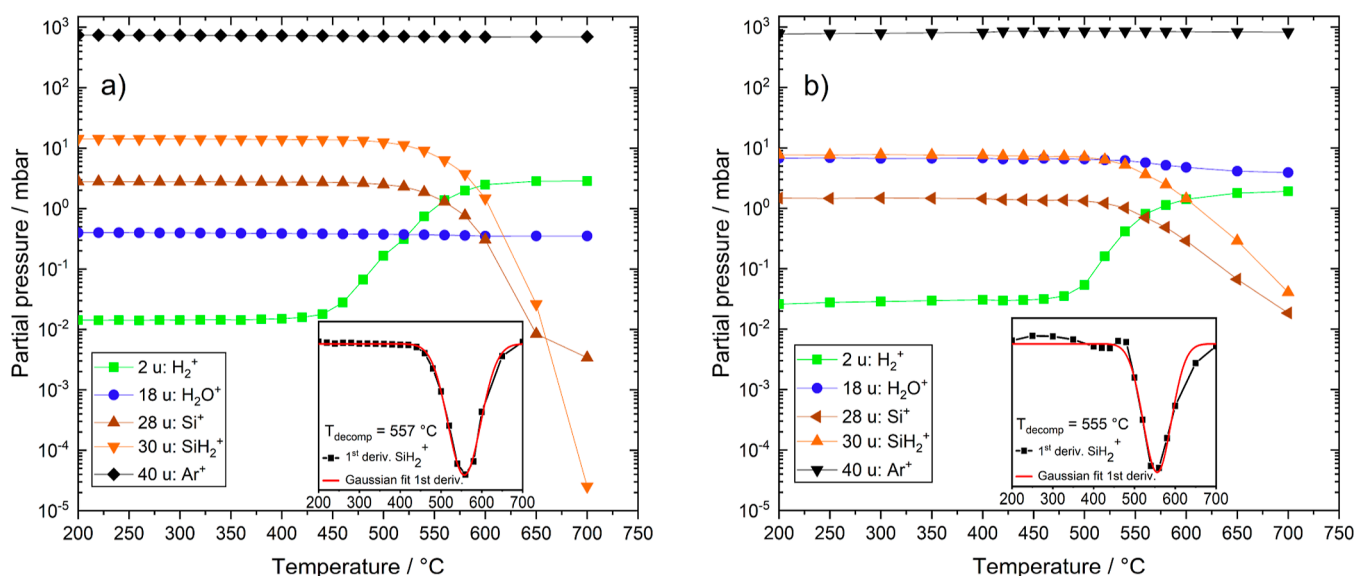 a)
Partial pressure / mbar
10³
10²
10¹
10⁰
10⁻¹
10⁻²
10⁻³
10⁻⁴
10⁻⁵
2 u: H₂⁺
18 u: H₂O⁺
28 u: Si⁺
30 u: SiH₂⁺
40 u: Ar⁺
T_decomp = 557 °C
1ˢᵗ deriv. SiH₂⁺
Gaussian fit 1st deriv.
200 300 400 500 600 700
200 250 300 350 400 450 500 550 600 650 700 750
Temperature / °C
b)
Partial pressure / mbar
10³
10²
10¹
10⁰
10⁻¹
10⁻²
10⁻³
10⁻⁴
10⁻⁵
2 u: H₂⁺
18 u: H₂O⁺
28 u: Si⁺
30 u: SiH₂⁺
40 u: Ar⁺
T_decomp = 555 °C
1ˢᵗ deriv. SiH₂⁺
Gaussian fit 1st deriv.
200 300 400 500 600 700
200 250 300 350 400 450 500 550 600 650 700 750
Temperature / °C